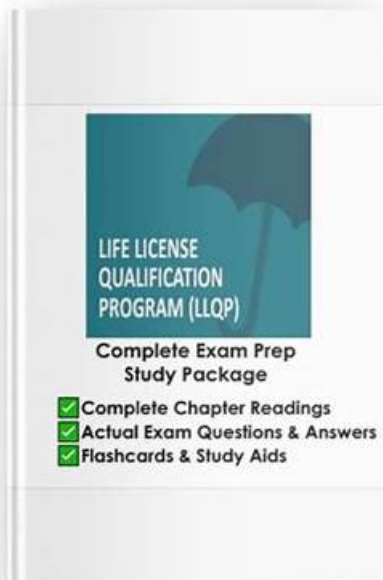 LIFE LICENSE
QUALIFICATION
PROGRAM (LLQP)
Complete Exam Prep
Study Package
Complete Chapter Readings
Actual Exam Questions & Answers
Flashcards & Study Aids